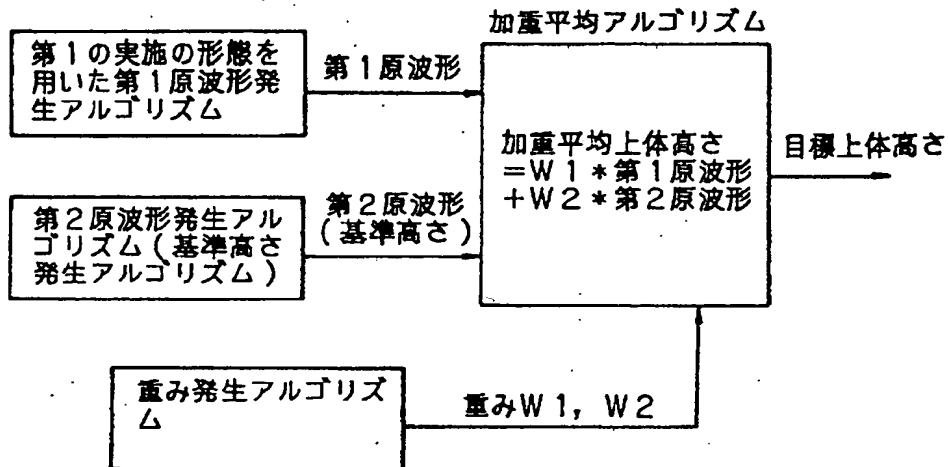 加重平均アルゴリズム
第1の実施の形態を
用いた第1原波形発
生アルゴリズム
第1原波形
加重平均上体高さ
=W1*第1原波形
+W2*第2原波形
目標上体高さ
第2原波形発生アル
ゴリズム(基準高さ
発生アルゴリズム)
第2原波形
(基準高さ)
重み発生アルゴリズ
ム
重みW1, W2